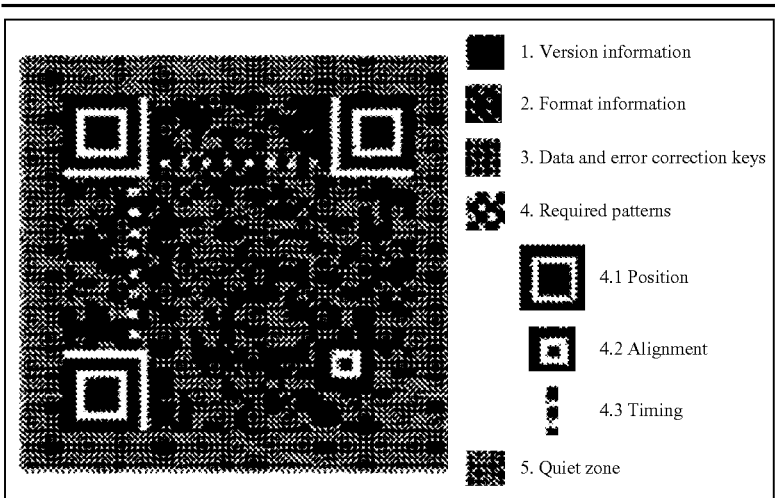 1. Version information
2. Format information
3. Data and error correction keys
4. Required patterns
4.1 Position
4.2 Alignment
4.3 Timing
5. Quiet zone